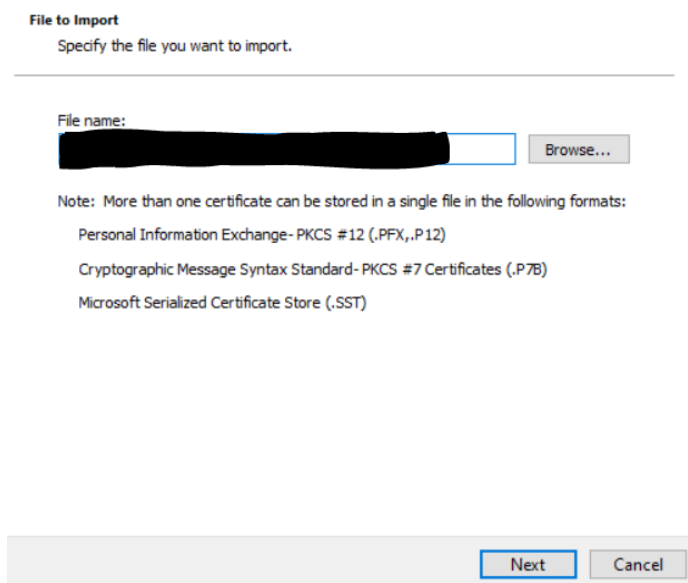 File to Import
Specify the file you want to import.
File name:
Browse...
Note: More than one certificate can be stored in a single file in the following formats:
Personal Information Exchange- PKCS #12 (.PFX,.P12)
Cryptographic Message Syntax Standard- PKCS #7 Certificates (.P7B)
Microsoft Serialized Certificate Store (.SST)
Next
Cancel